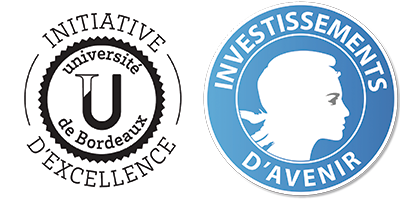 INITIATIVE
université
U
de Bordeaux
D'EXCELLENCE
INVESTISSEMENTS
D'AVENIR